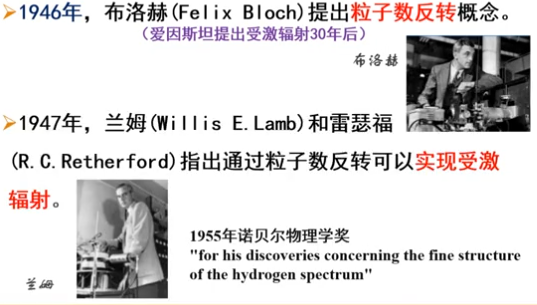 ➢1946年，布洛赫(Felix Bloch)提出粒子数反转概念。
（爱因斯坦提出受激辐射30年后）
布洛赫
➢1947年，兰姆(Willis E.Lamb)和雷瑟福
(R.C.Retherford)指出通过粒子数反转可以实现受激
辐射。
兰姆
1955年诺贝尔物理学奖
"for his discoveries concerning the fine structure
of the hydrogen spectrum"